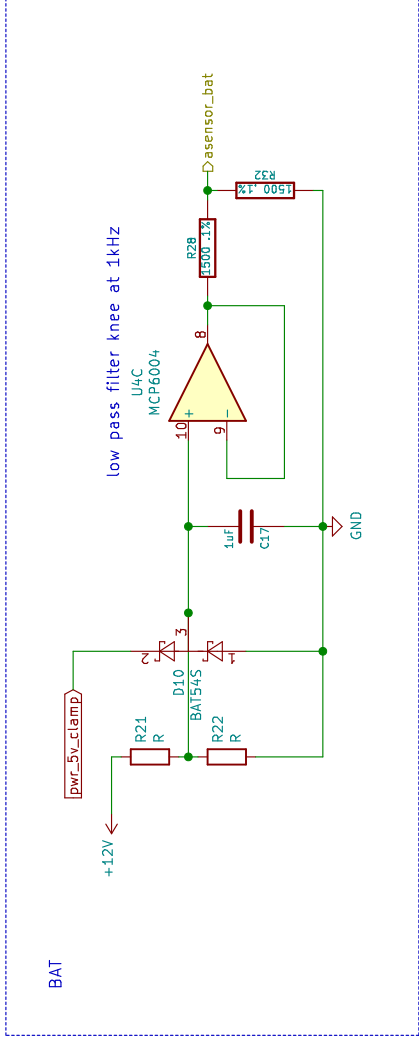 BAT
+12V
pwr_5v_clamp
R21
R
R22
R
D10
BAT54S
2
3
1
1uF
C17
GND
low pass filter knee at 1kHz
U4C
MCP6004
10
+
9
-
8
R28
1500 .1%
R32
1500 .1%
asensor_bat